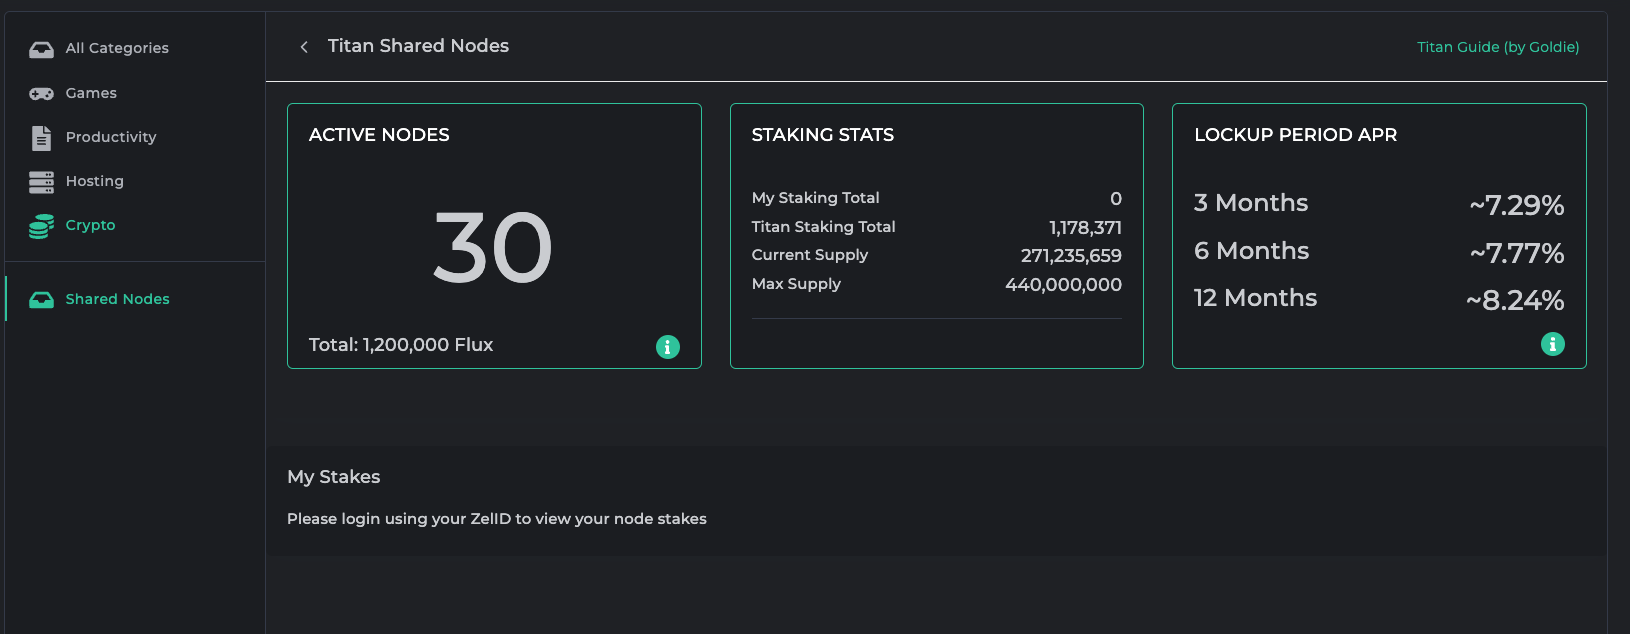 All Categories
Games
Productivity
Hosting
Crypto
Shared Nodes
Titan Shared Nodes
Titan Guide (by Goldie)
ACTIVE NODES
30
Total: 1,200,000 Flux
STAKING STATS
My Staking Total 0
Titan Staking Total 1,178,371
Current Supply 271,235,659
Max Supply 440,000,000
LOCKUP PERIOD APR
3 Months ~7.29%
6 Months ~7.77%
12 Months ~8.24%
My Stakes
Please login using your ZelID to view your node stakes